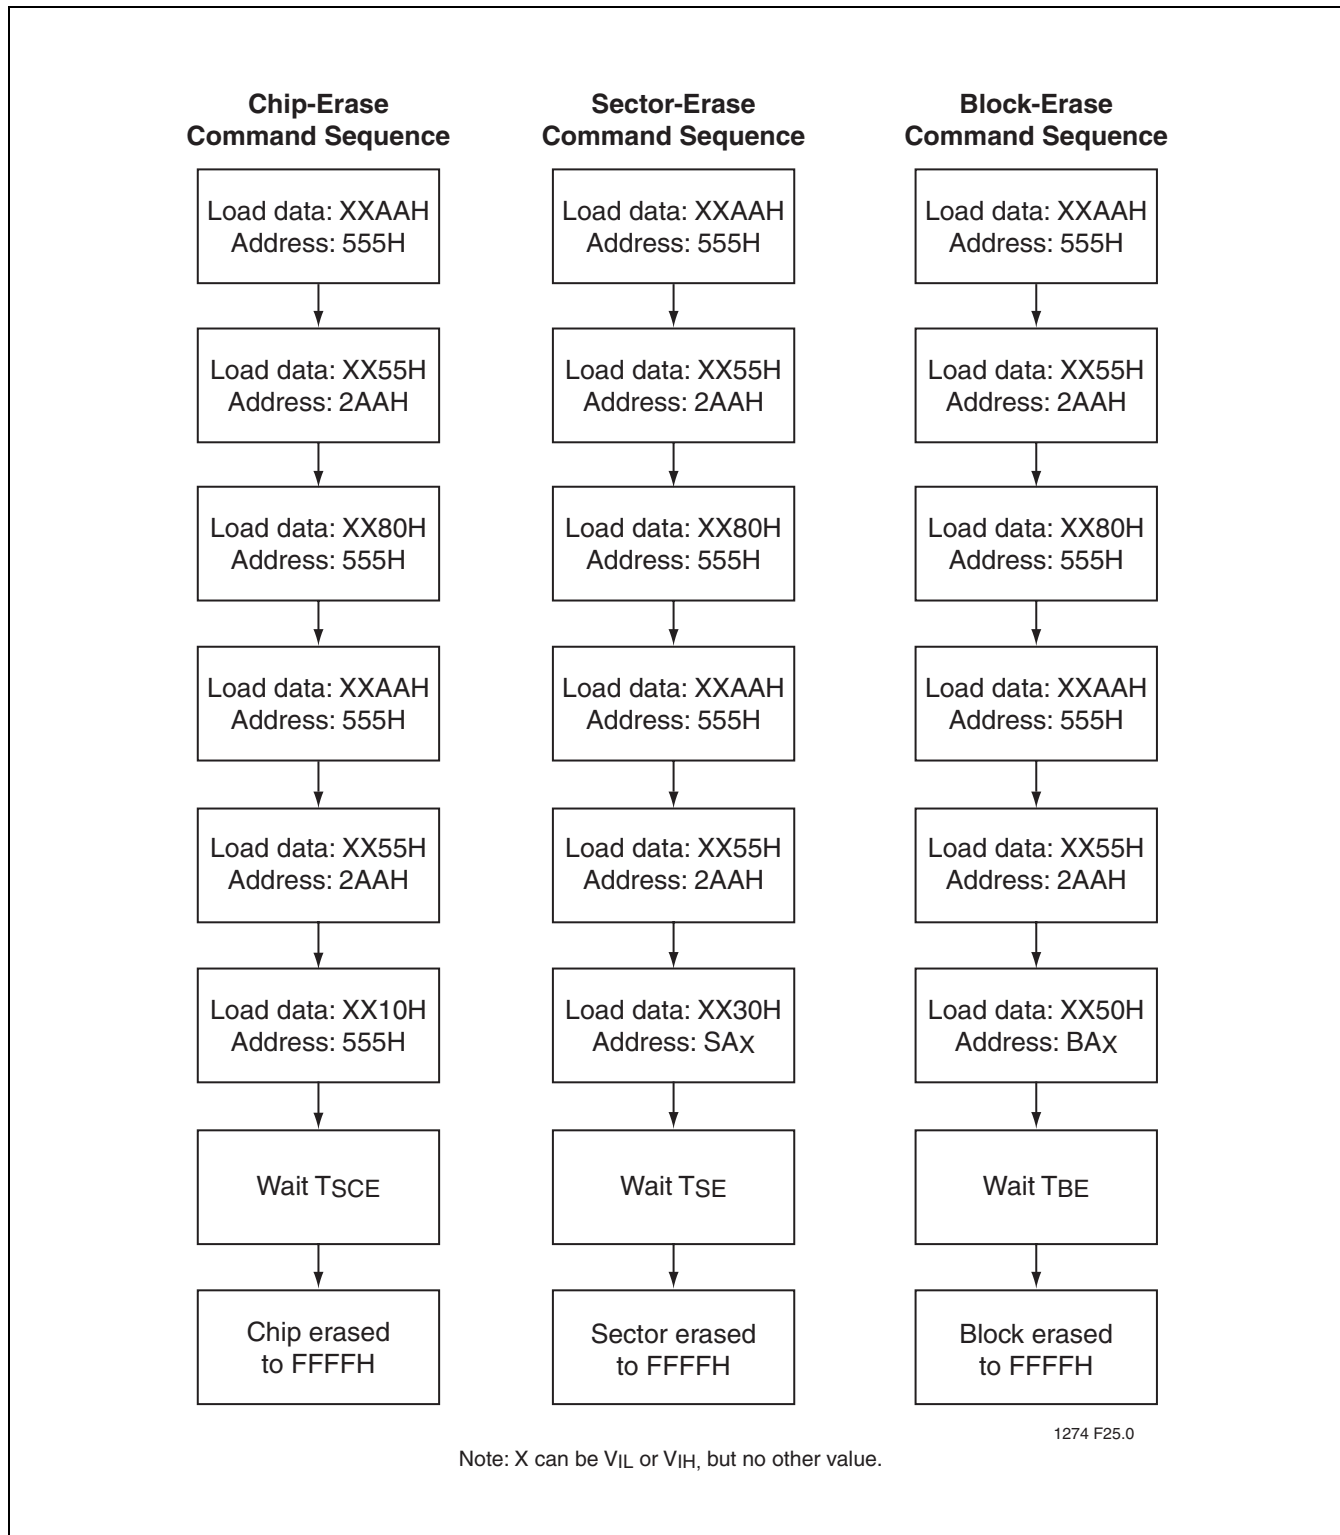 Chip-Erase
Command Sequence
Load data: XXAAH
Address: 555H
Load data: XX55H
Address: 2AAH
Load data: XX80H
Address: 555H
Load data: XXAAH
Address: 555H
Load data: XX55H
Address: 2AAH
Load data: XX10H
Address: 555H
Wait TSCE
Chip erased
to FFFFH
Sector-Erase
Command Sequence
Load data: XXAAH
Address: 555H
Load data: XX55H
Address: 2AAH
Load data: XX80H
Address: 555H
Load data: XXAAH
Address: 555H
Load data: XX55H
Address: 2AAH
Load data: XX30H
Address: SAX
Wait TSE
Sector erased
to FFFFH
Block-Erase
Command Sequence
Load data: XXAAH
Address: 555H
Load data: XX55H
Address: 2AAH
Load data: XX80H
Address: 555H
Load data: XXAAH
Address: 555H
Load data: XX55H
Address: 2AAH
Load data: XX50H
Address: BAX
Wait TBE
Block erased
to FFFFH
1274 F25.0
Note: X can be VIL or VIH, but no other value.